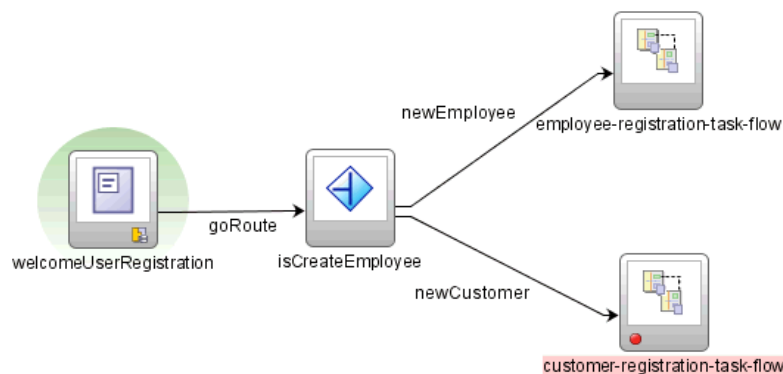 newEmployee
employee-registration-task-flow
goRoute
welcomeUserRegistration
isCreateEmployee
newCustomer
customer-registration-task-flow